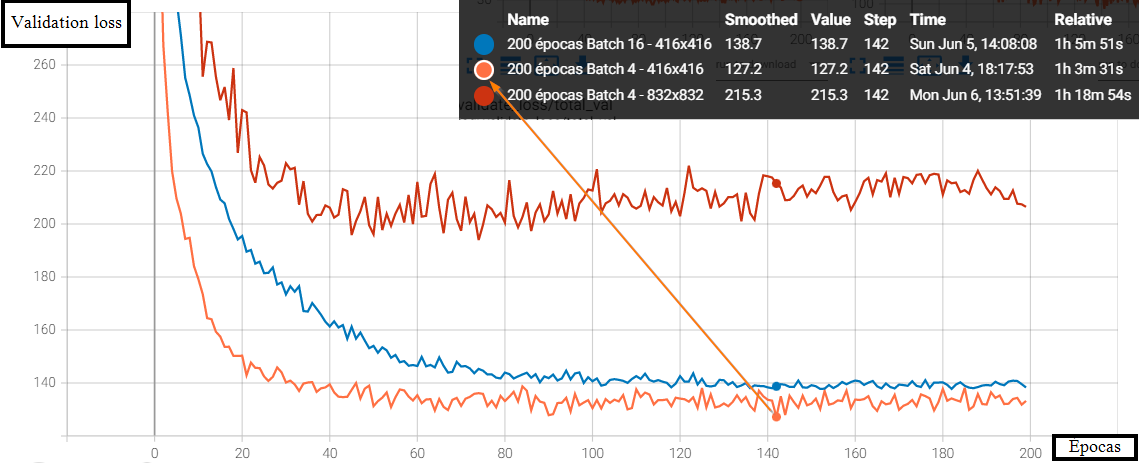 Validation loss
Name Smoothed Value Step Time Relative
200 épocas Batch 16 - 416x416 138.7 138.7 142 Sun Jun 5, 14:08:08 1h 5m 51s
200 épocas Batch 4 - 416x416 127.2 127.2 142 Sat Jun 4, 18:17:53 1h 3m 31s
200 épocas Batch 4 - 832x832 215.3 215.3 142 Mon Jun 6, 13:51:39 1h 18m 54s
260
240
220
200
180
160
140
0 20 40 60 80 100 120 140 160 180 200
Épocas